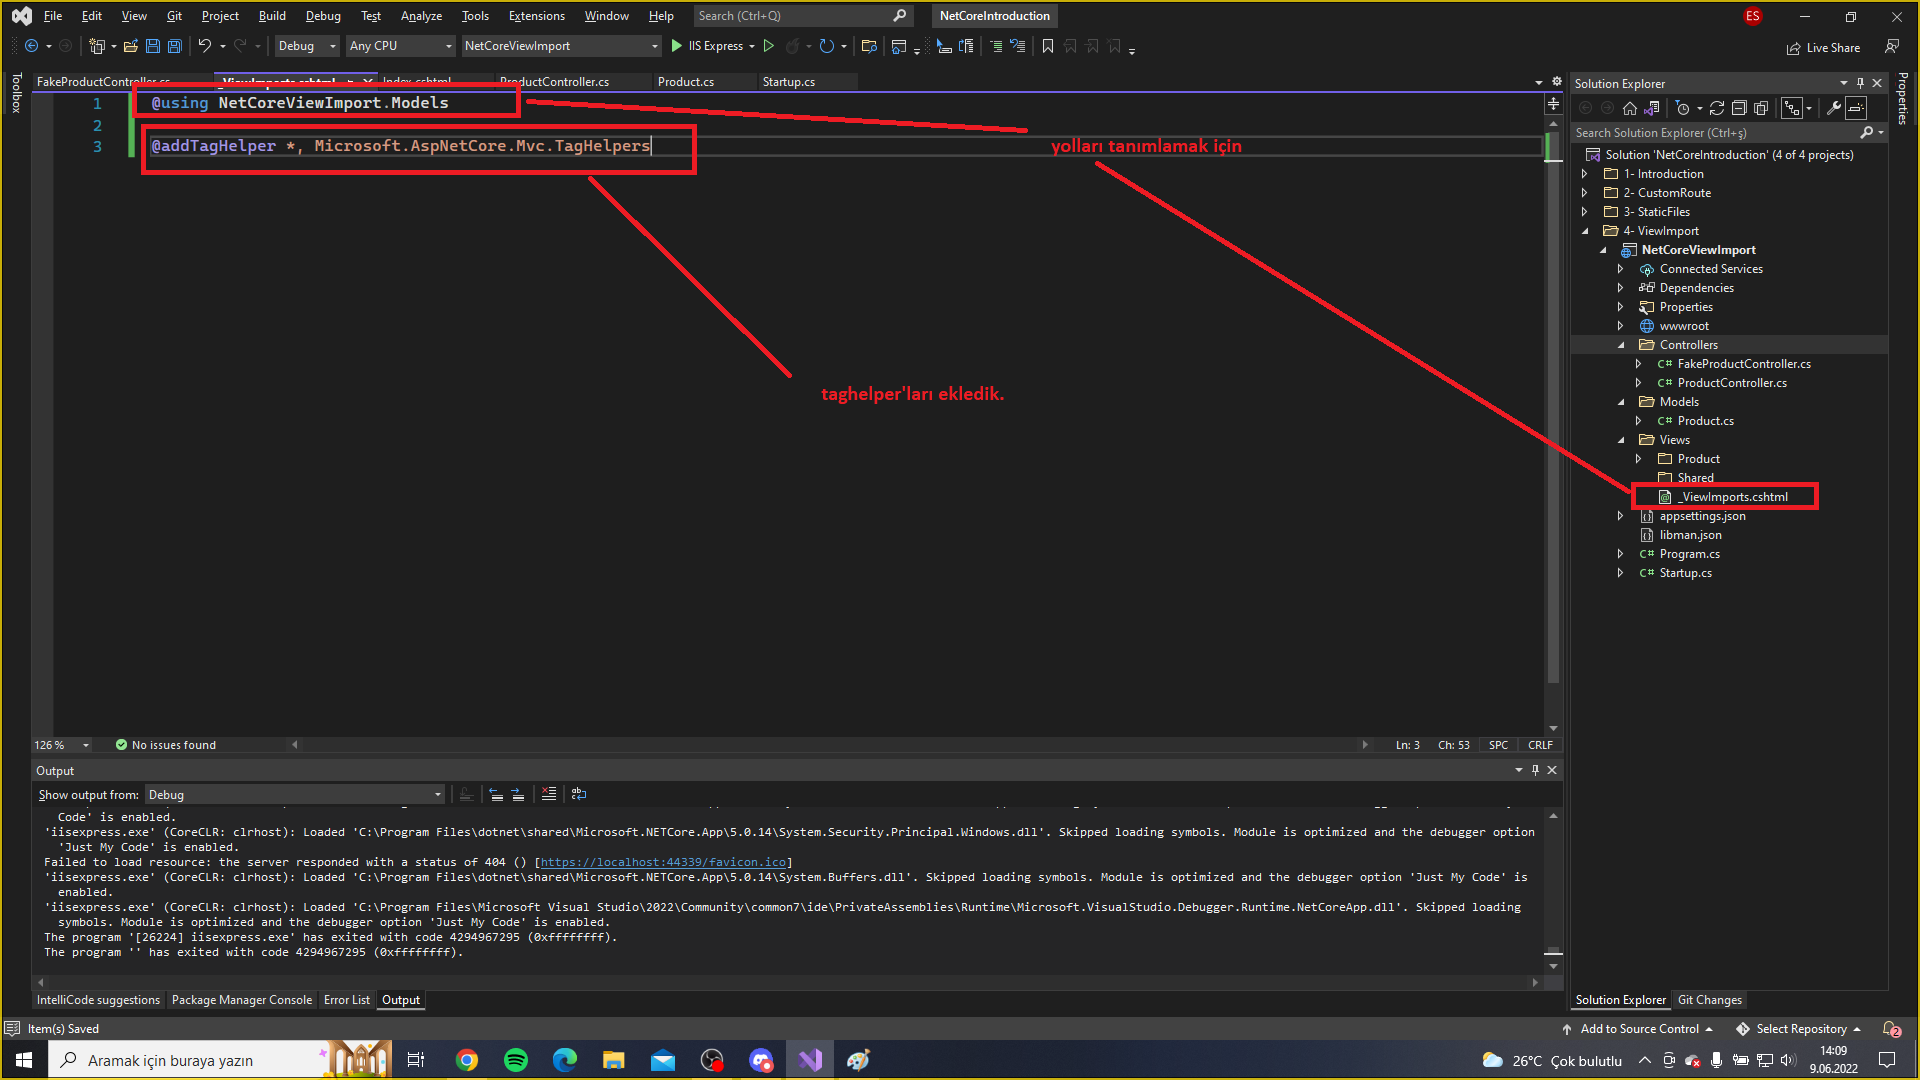 File Edit View Git Project Build Debug Test Analyze Tools Extensions Window Help Search (Ctrl+Q) NetCoreIntroduction ES
Debug Any CPU NetCoreViewImport IIS Express Live Share
FakeProductController.cs _ViewImports.cshtml Index.cshtml ProductController.cs Product.cs Startup.cs
Toolbox
1 @using NetCoreViewImport.Models
2
3 @addTagHelper *, Microsoft.AspNetCore.Mvc.TagHelpers
yolları tanımlamak için
taghelper'ları ekledik.
126 % No issues found Ln: 3 Ch: 53 SPC CRLF
Output
Show output from: Debug
Code' is enabled.
'iisexpress.exe' (CoreCLR: clrhost): Loaded 'C:\Program Files\dotnet\shared\Microsoft.NETCore.App\5.0.14\System.Security.Principal.Windows.dll'. Skipped loading symbols. Module is optimized and the debugger option
'Just My Code' is enabled.
Failed to load resource: the server responded with a status of 404 () [https://localhost:44339/favicon.ico]
'iisexpress.exe' (CoreCLR: clrhost): Loaded 'C:\Program Files\dotnet\shared\Microsoft.NETCore.App\5.0.14\System.Buffers.dll'. Skipped loading symbols. Module is optimized and the debugger option 'Just My Code' is
enabled.
'iisexpress.exe' (CoreCLR: clrhost): Loaded 'C:\Program Files\Microsoft Visual Studio\2022\Community\common7\ide\PrivateAssemblies\Runtime\Microsoft.VisualStudio.Debugger.Runtime.NetCoreApp.dll'. Skipped loading
symbols. Module is optimized and the debugger option 'Just My Code' is enabled.
The program '[26224] iisexpress.exe' has exited with code 4294967295 (0xffffffff).
The program '' has exited with code 4294967295 (0xffffffff).
IntelliCode suggestions Package Manager Console Error List Output
Solution Explorer
Search Solution Explorer (Ctrl+ş)
Solution 'NetCoreIntroduction' (4 of 4 projects)
1- Introduction
2- CustomRoute
3- StaticFiles
4- ViewImport
NetCoreViewImport
Connected Services
Dependencies
Properties
wwwroot
Controllers
C# FakeProductController.cs
C# ProductController.cs
Models
C# Product.cs
Views
Product
Shared
_ViewImports.cshtml
appsettings.json
libman.json
C# Program.cs
C# Startup.cs
Solution Explorer Git Changes
Properties
Item(s) Saved Add to Source Control Select Repository 2
Aramak için buraya yazın 26°C Çok bulutlu 14:09
9.06.2022